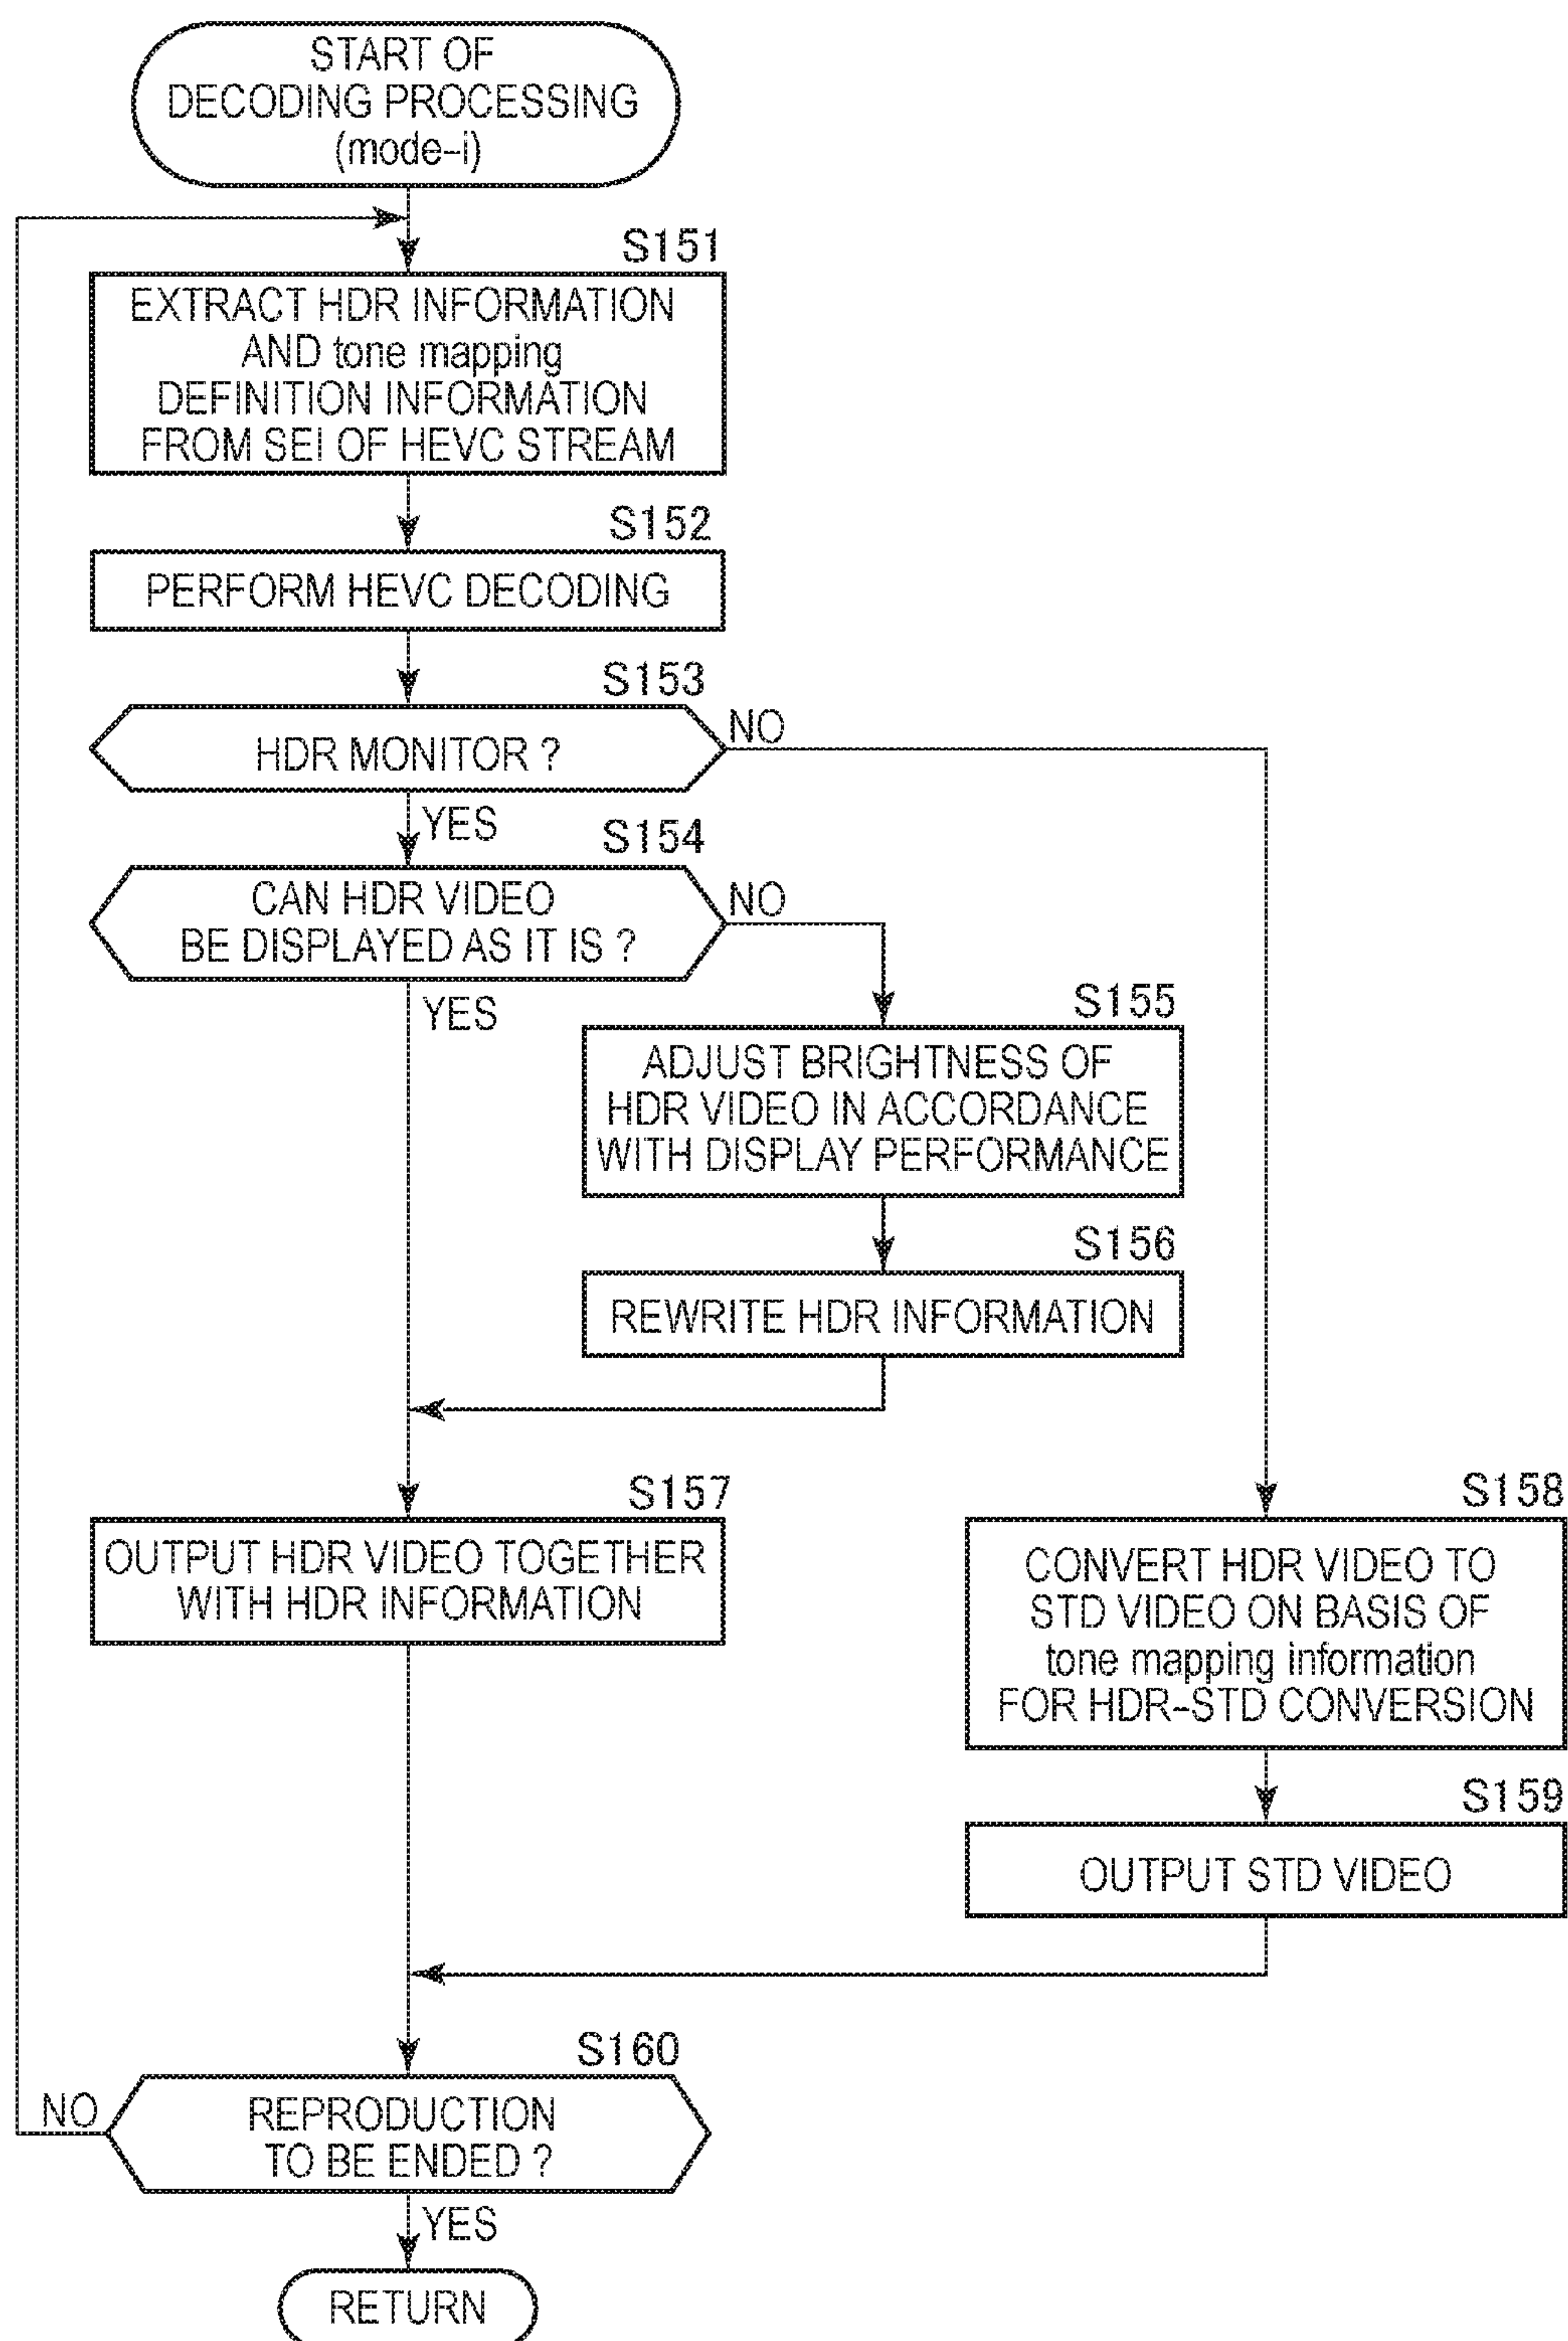 START OF
DECODING PROCESSING
(mode-i)
S151
EXTRACT HDR INFORMATION
AND tone mapping
DEFINITION INFORMATION
FROM SEI OF HEVC STREAM
S152
PERFORM HEVC DECODING
S153
HDR MONITOR ?
NO
YES
S154
CAN HDR VIDEO
BE DISPLAYED AS IT IS ?
NO
YES
S155
ADJUST BRIGHTNESS OF
HDR VIDEO IN ACCORDANCE
WITH DISPLAY PERFORMANCE
S156
REWRITE HDR INFORMATION
S157
OUTPUT HDR VIDEO TOGETHER
WITH HDR INFORMATION
S158
CONVERT HDR VIDEO TO
STD VIDEO ON BASIS OF
tone mapping information
FOR HDR-STD CONVERSION
S159
OUTPUT STD VIDEO
S160
REPRODUCTION
TO BE ENDED ?
NO
YES
RETURN